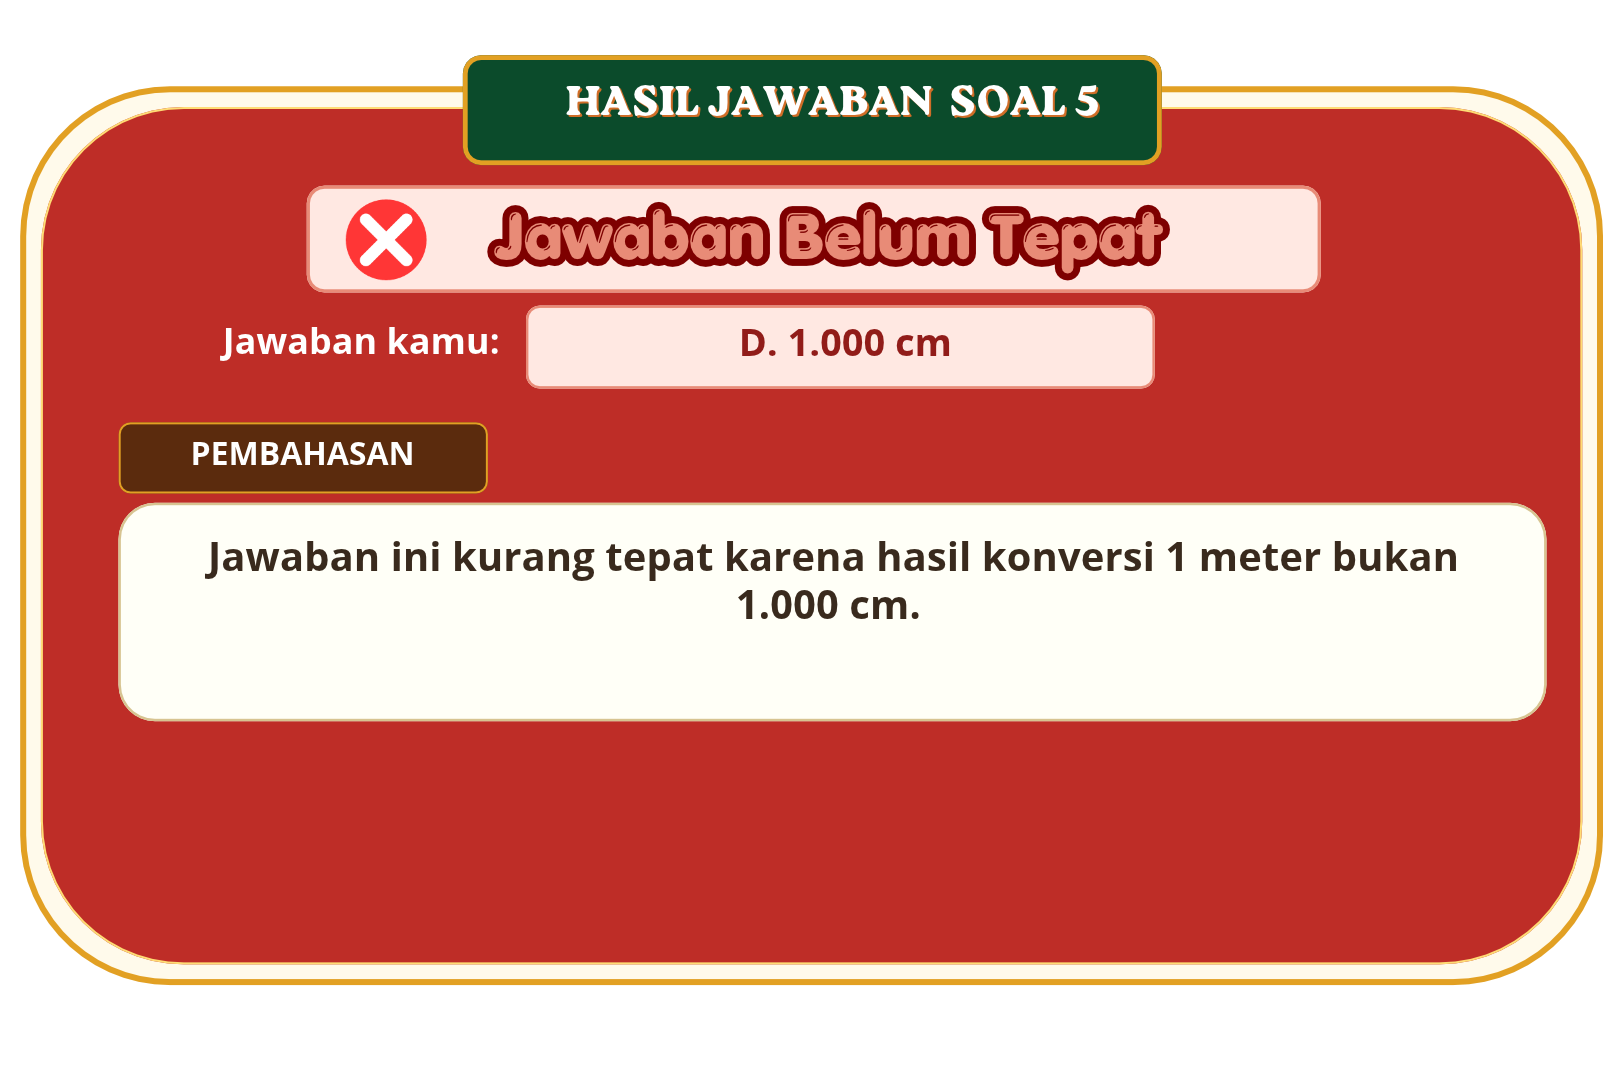 HASIL JAWABAN SOAL 5
Jawaban Belum Tepat
Jawaban kamu:
D. 1.000 cm
PEMBAHASAN
Jawaban ini kurang tepat karena hasil konversi 1 meter bukan
1.000 cm.